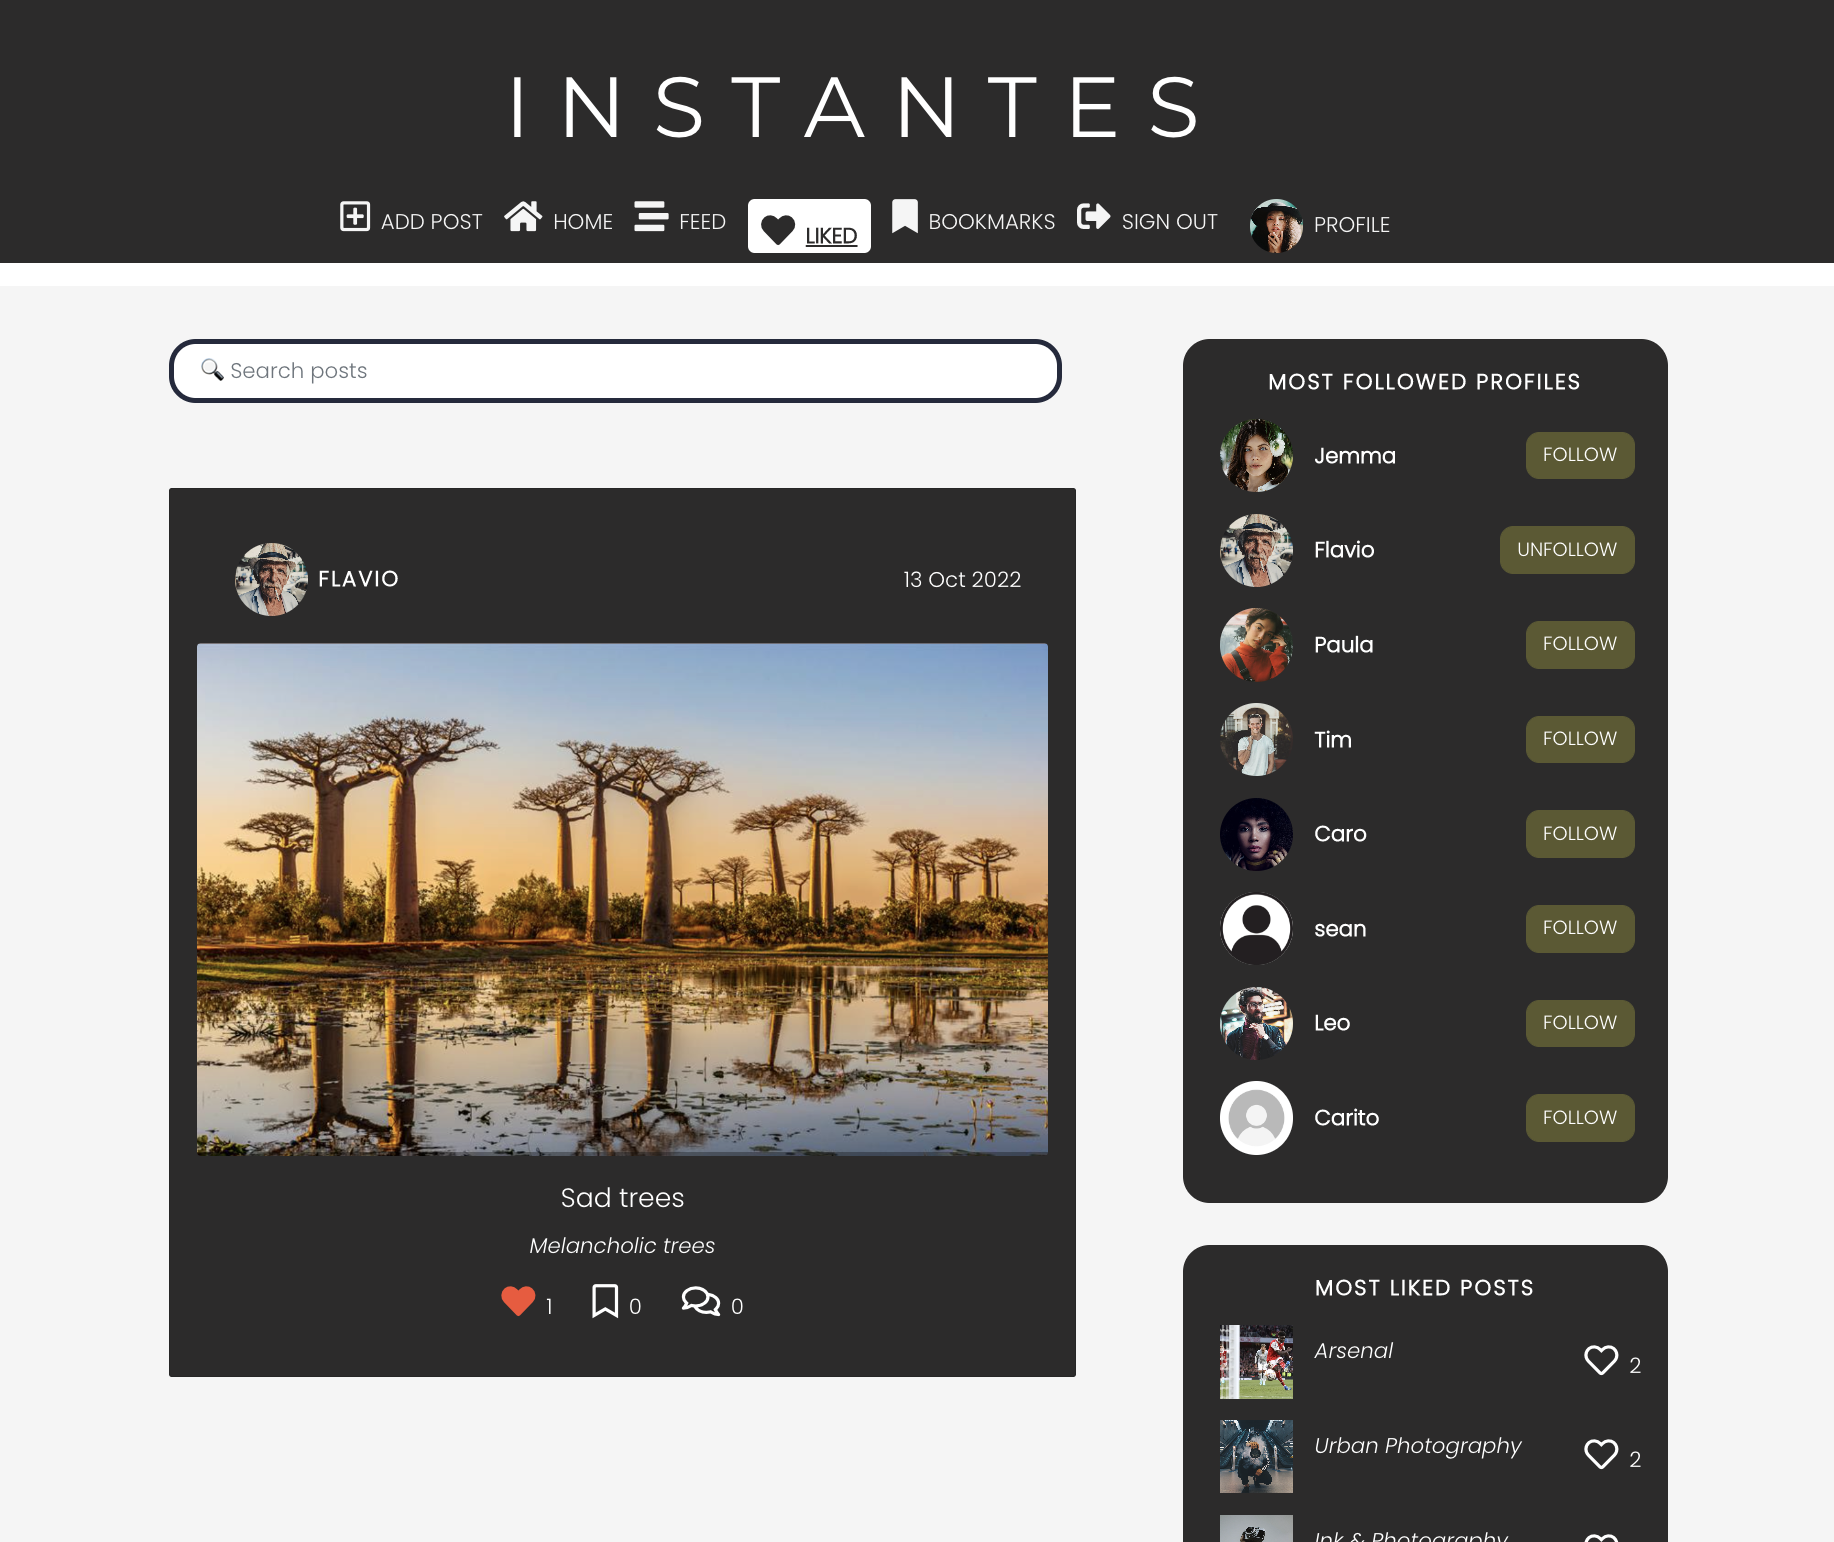 INSTANTES
ADD POST HOME FEED LIKED BOOKMARKS SIGN OUT PROFILE
Search posts
FLAVIO 13 Oct 2022
Sad trees
Melancholic trees
1 0 0
MOST FOLLOWED PROFILES
Jemma FOLLOW
Flavio UNFOLLOW
Paula FOLLOW
Tim FOLLOW
Caro FOLLOW
sean FOLLOW
Leo FOLLOW
Carito FOLLOW
MOST LIKED POSTS
Arsenal 2
Urban Photography 2
Ink & Photography